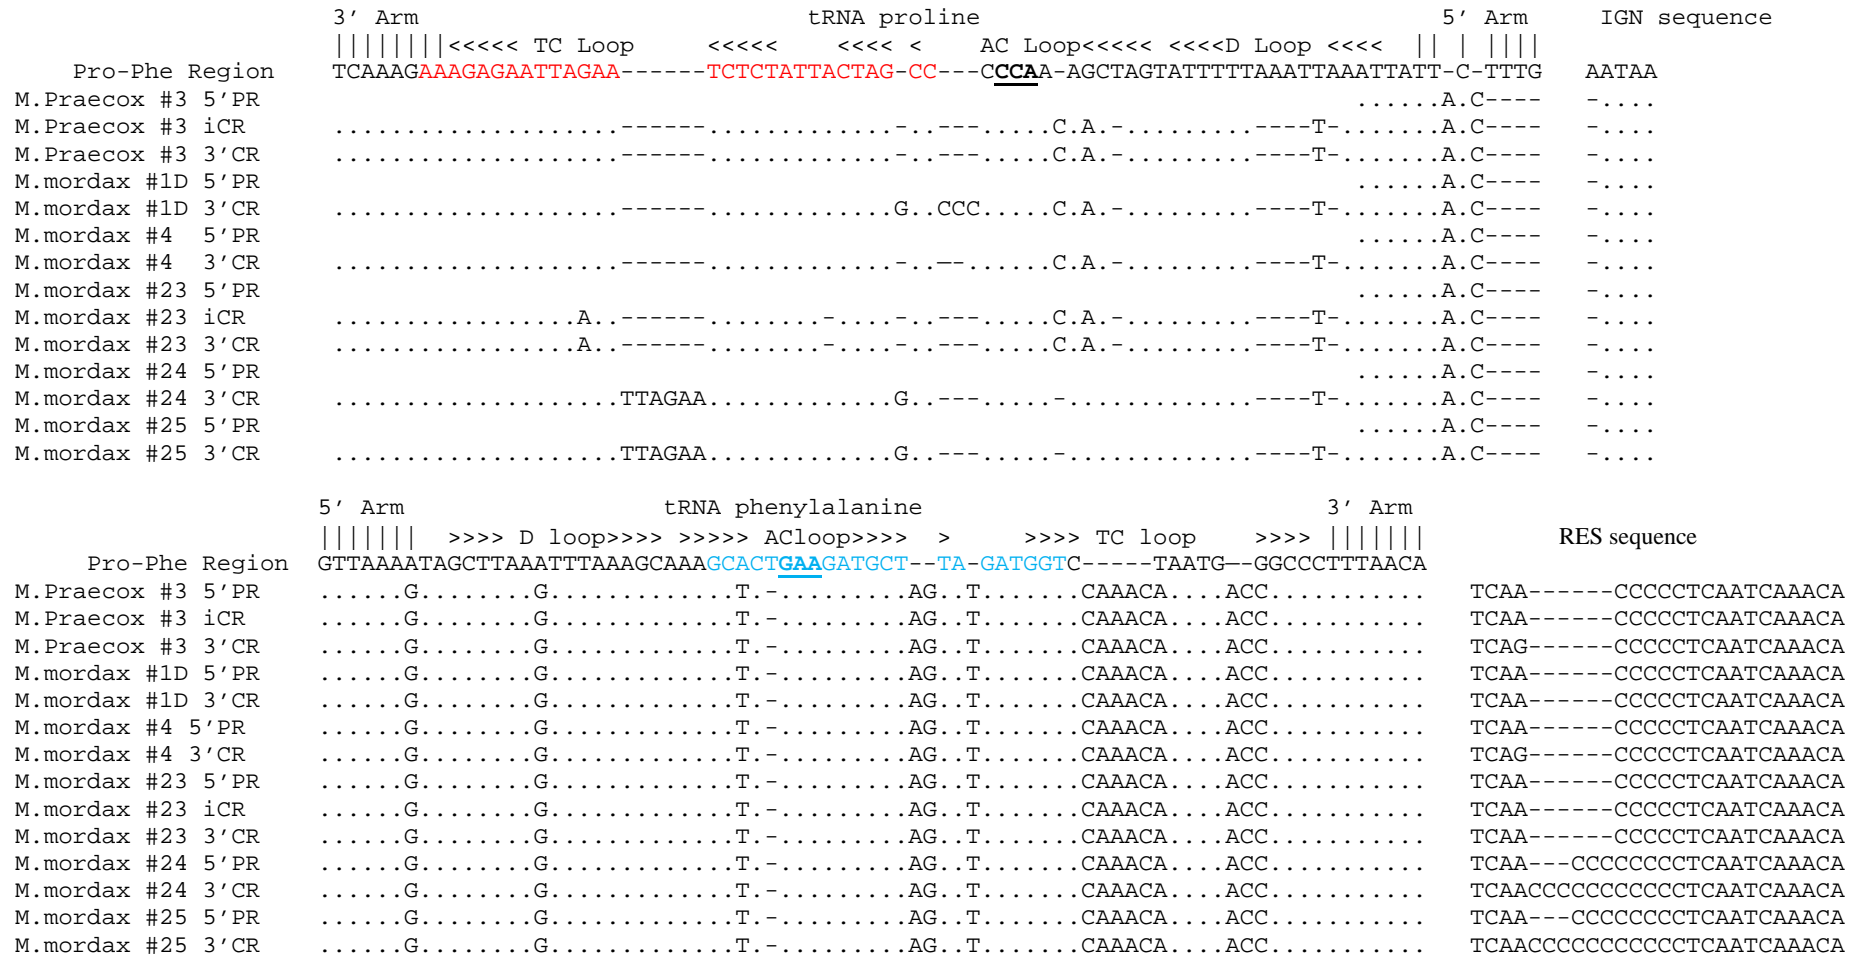 3′ Arm tRNA proline 5′ Arm IGN sequence
||||||||<<<<< TC Loop <<<<< <<<< < AC Loop<<<<< <<<<D Loop <<<< || | ||||
Pro-Phe Region TCAAAGAAAGAGAATTAGAA------TCTCTATTACTAG-CC---CCCAA-AGCTAGTATTTTTAAATTAAATTATT-C-TTTG AATAA
M.Praecox #3 5′PR ......A.C---- -....
M.Praecox #3 iCR ....................------.............-..---.....C.A.-.........----T-.......A.C---- -....
M.Praecox #3 3′CR ....................------.............-..---.....C.A.-.........----T-.......A.C---- -....
M.mordax #1D 5′PR ......A.C---- -....
M.mordax #1D 3′CR ....................------.............G..CCC.....C.A.-.........----T-.......A.C---- -....
M.mordax #4 5′PR ......A.C---- -....
M.mordax #4 3′CR ....................------.............-..—-......C.A.-.........----T-.......A.C---- -....
M.mordax #23 5′PR ......A.C---- -....
M.mordax #23 iCR .................A..------........-....-..---.....C.A.-.........----T-.......A.C---- -....
M.mordax #23 3′CR .................A..------........-....-..---.....C.A.-.........----T-.......A.C---- -....
M.mordax #24 5′PR ......A.C---- -....
M.mordax #24 3′CR ....................TTAGAA.............G..---.....-.............----T-.......A.C---- -....
M.mordax #25 5′PR ......A.C---- -....
M.mordax #25 3′CR ....................TTAGAA.............G..---.....-.............----T-.......A.C---- -....
5′ Arm tRNA phenylalanine 3′ Arm
||||||| >>>> D loop>>>> >>>>> ACloop>>>> > >>>> TC loop >>>> ||||||| RES sequence
Pro-Phe Region GTTAAAATAGCTTAAATTTAAAGCAAAGCACTGAAGATGCT--TA-GATGGTC-----TAATG—-GGCCCTTTAACA
M.Praecox #3 5′PR ......G........G.............T.-.........AG..T.......CAAACA....ACC........... TCAA------CCCCCTCAATCAAACA
M.Praecox #3 iCR ......G........G.............T.-.........AG..T.......CAAACA....ACC........... TCAA------CCCCCTCAATCAAACA
M.Praecox #3 3′CR ......G........G.............T.-.........AG..T.......CAAACA....ACC........... TCAG------CCCCCTCAATCAAACA
M.mordax #1D 5′PR ......G........G.............T.-.........AG..T.......CAAACA....ACC........... TCAA------CCCCCTCAATCAAACA
M.mordax #1D 3′CR ......G........G.............T.-.........AG..T.......CAAACA....ACC........... TCAA------CCCCCTCAATCAAACA
M.mordax #4 5′PR ......G........G.............T.-.........AG..T.......CAAACA....ACC........... TCAA------CCCCCTCAATCAAACA
M.mordax #4 3′CR ......G........G.............T.-.........AG..T.......CAAACA....ACC........... TCAG------CCCCCTCAATCAAACA
M.mordax #23 5′PR ......G........G.............T.-.........AG..T.......CAAACA....ACC........... TCAA------CCCCCTCAATCAAACA
M.mordax #23 iCR ......G........G.............T.-.........AG..T.......CAAACA....ACC........... TCAA------CCCCCTCAATCAAACA
M.mordax #23 3′CR ......G........G.............T.-.........AG..T.......CAAACA....ACC........... TCAA------CCCCCTCAATCAAACA
M.mordax #24 5′PR ......G........G.............T.-.........AG..T.......CAAACA....ACC........... TCAA---CCCCCCCCTCAATCAAACA
M.mordax #24 3′CR ......G........G.............T.-.........AG..T.......CAAACA....ACC........... TCAACCCCCCCCCCCTCAATCAAACA
M.mordax #25 5′PR ......G........G.............T.-.........AG..T.......CAAACA....ACC........... TCAA---CCCCCCCCTCAATCAAACA
M.mordax #25 3′CR ......G........G.............T.-.........AG..T.......CAAACA....ACC........... TCAACCCCCCCCCCCTCAATCAAACA